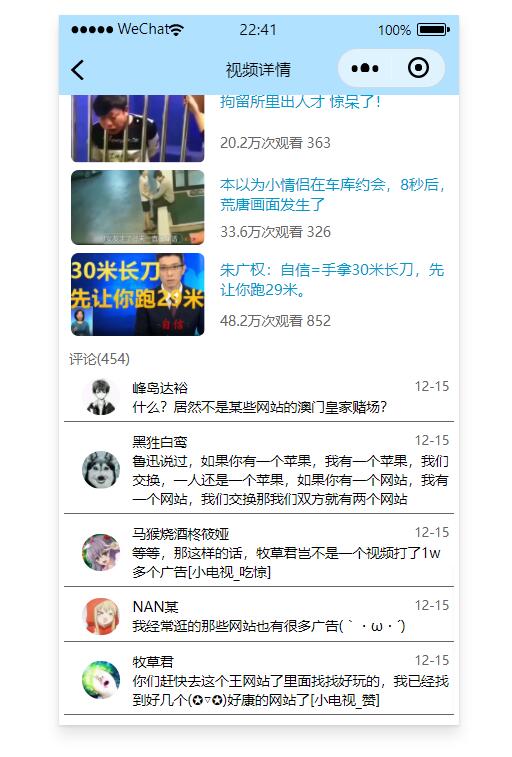 WeChat 22:41 100%
视频详情
拘留所里出人才 惊呆了！
20.2万次观看 363
本以为小情侣在车库约会，8秒后，
荒唐画面发生了
33.6万次观看 326
30米长刀
先让你跑29米
自信
朱广权：自信=手拿30米长刀，先
让你跑29米。
48.2万次观看 852
评论(454)
峰岛达裕 12-15
什么？居然不是某些网站的澳门皇家赌场？
黑狌白鸾 12-15
鲁迅说过，如果你有一个苹果，我有一个苹果，我们
交换，一人还是一个苹果，如果你有一个网站，我有
一个网站，我们交换那我们双方就有两个网站
马猴烧酒柊筱娅 12-15
等等，那这样的话，牧草君岂不是一个视频打了1w
多个广告[小电视_吃惊]
NAN某 12-15
我经常逛的那些网站也有很多广告(｀・ω・´)
牧草君 12-15
你们赶快去这个王网站了里面找找好玩的，我已经找
到好几个(✪▽✪)好康的网站了[小电视_赞]